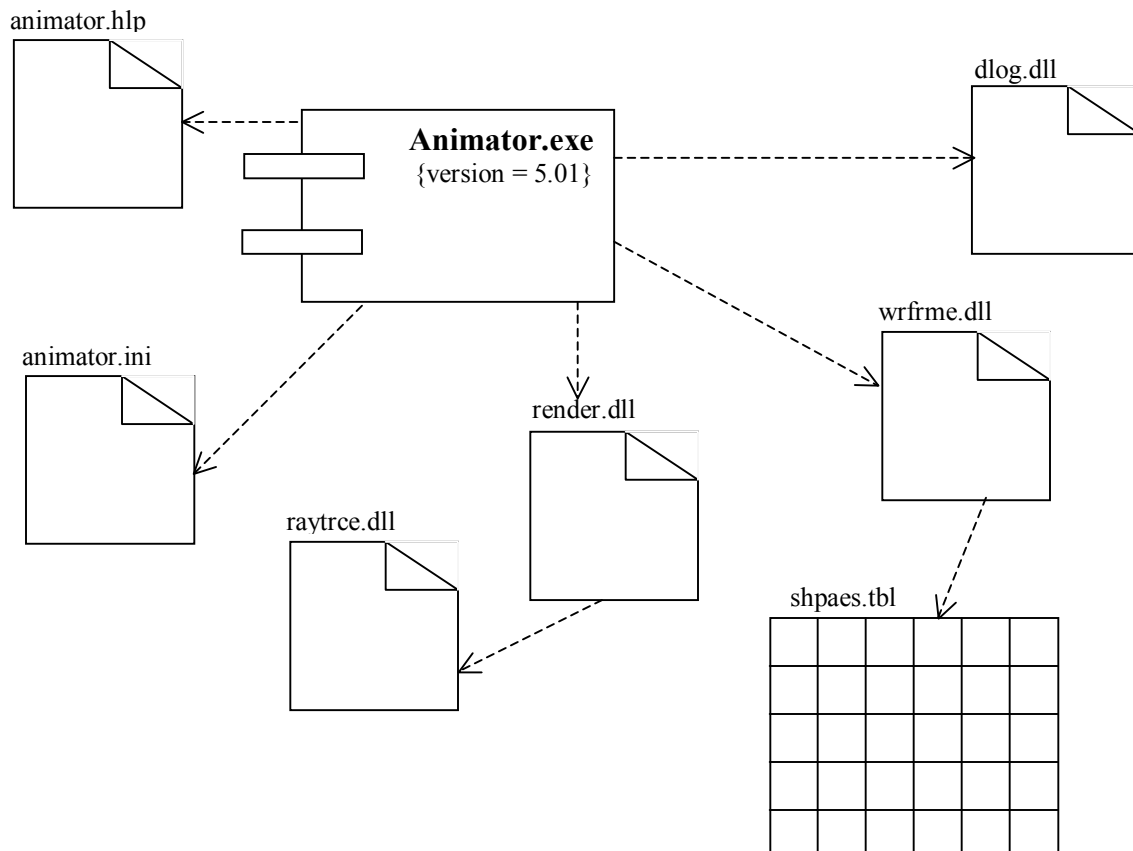 animator.hlp
dlog.dll
Animator.exe
{version = 5.01}
wrfrme.dll
animator.ini
render.dll
raytrce.dll
shpaes.tbl